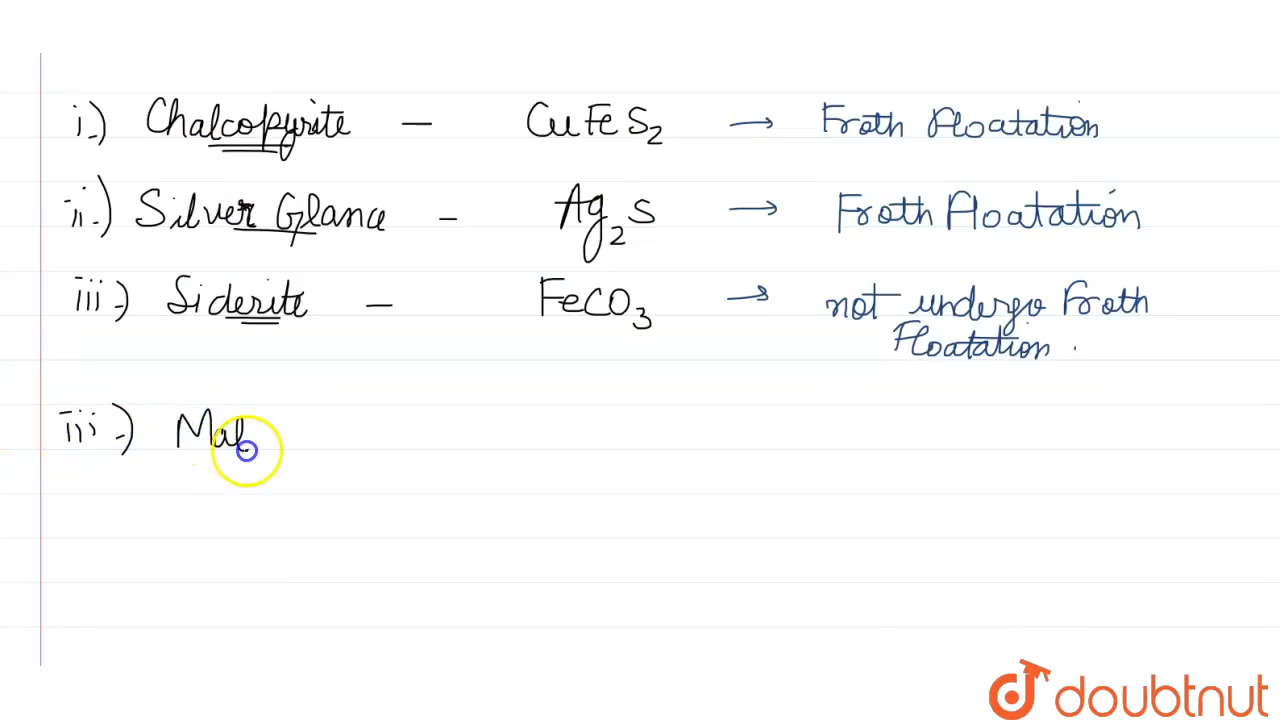 i.) Chalcopyrite - CuFeS2 → Froth Floatation
ii.) Silver Glance - Ag2S → Froth Floatation
iii.) Siderite - FeCO3 → not undergo Froth
Floatation.
iii.) Mal
doubtnut